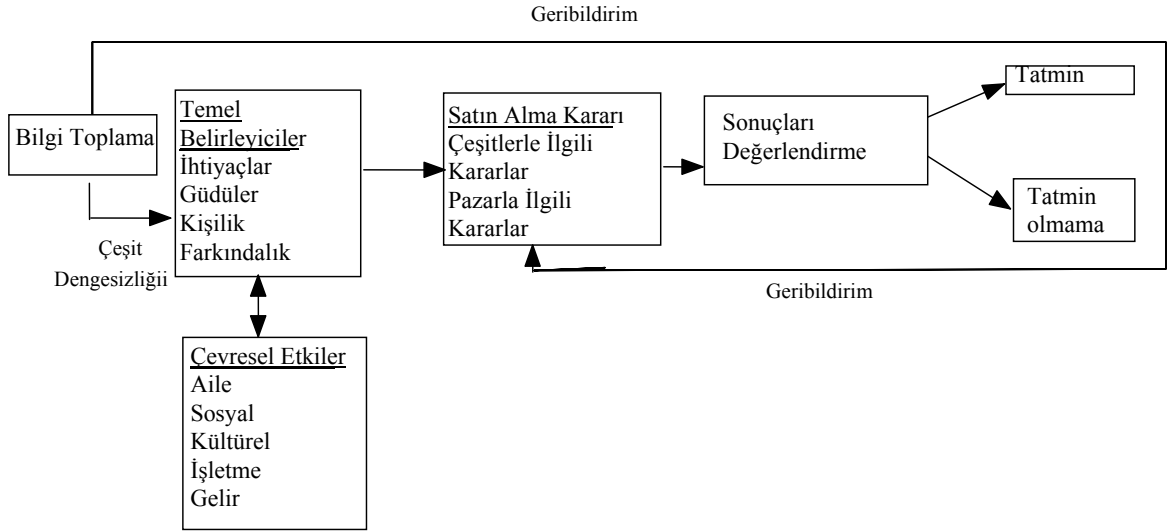 Geribildirim
Bilgi Toplama
Çeşit
Dengesizliğii
Temel
Belirleyiciler
İhtiyaçlar
Güdüler
Kişilik
Farkındalık
Çevresel Etkiler
Aile
Sosyal
Kültürel
İşletme
Gelir
Satın Alma Kararı
Çeşitlerle İlgili
Kararlar
Pazarla İlgili
Kararlar
Sonuçları
Değerlendirme
Tatmin
Tatmin
olmama
Geribildirim